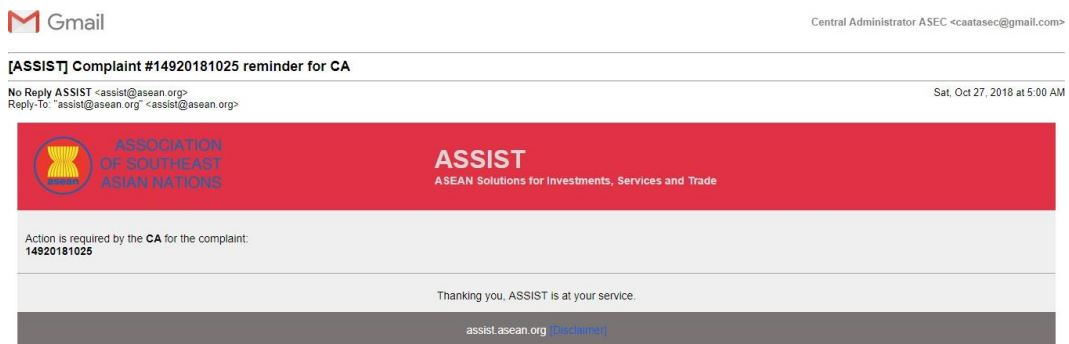 Gmail
Central Administrator ASEC <caatasec@gmail.com>
[ASSIST] Complaint #14920181025 reminder for CA
No Reply ASSIST <assist@asean.org>
Sat, Oct 27, 2018 at 5:00 AM
Reply-To: "assist@asean.org" <assist@asean.org>
ASSOCIATION
OF SOUTHEAST
ASIAN NATIONS
asean
ASSIST
ASEAN Solutions for Investments, Services and Trade
Action is required by the CA for the complaint:
14920181025
Thanking you, ASSIST is at your service.
assist.asean.org [Disclaimer]